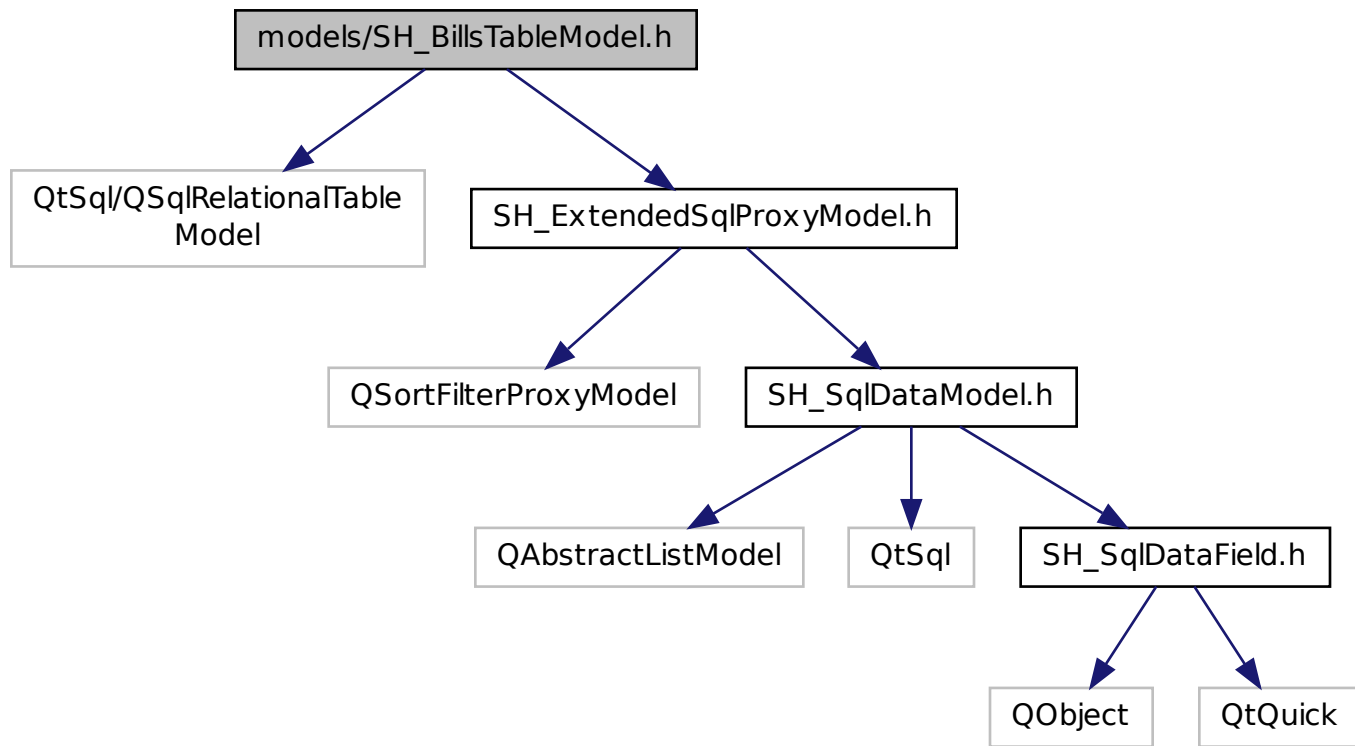 models/SH_BillsTableModel.h
QtSql/QSqlRelationalTable
Model
SH_ExtendedSqlProxyModel.h
QSortFilterProxyModel
SH_SqlDataModel.h
QAbstractListModel
QtSql
SH_SqlDataField.h
QObject
QtQuick